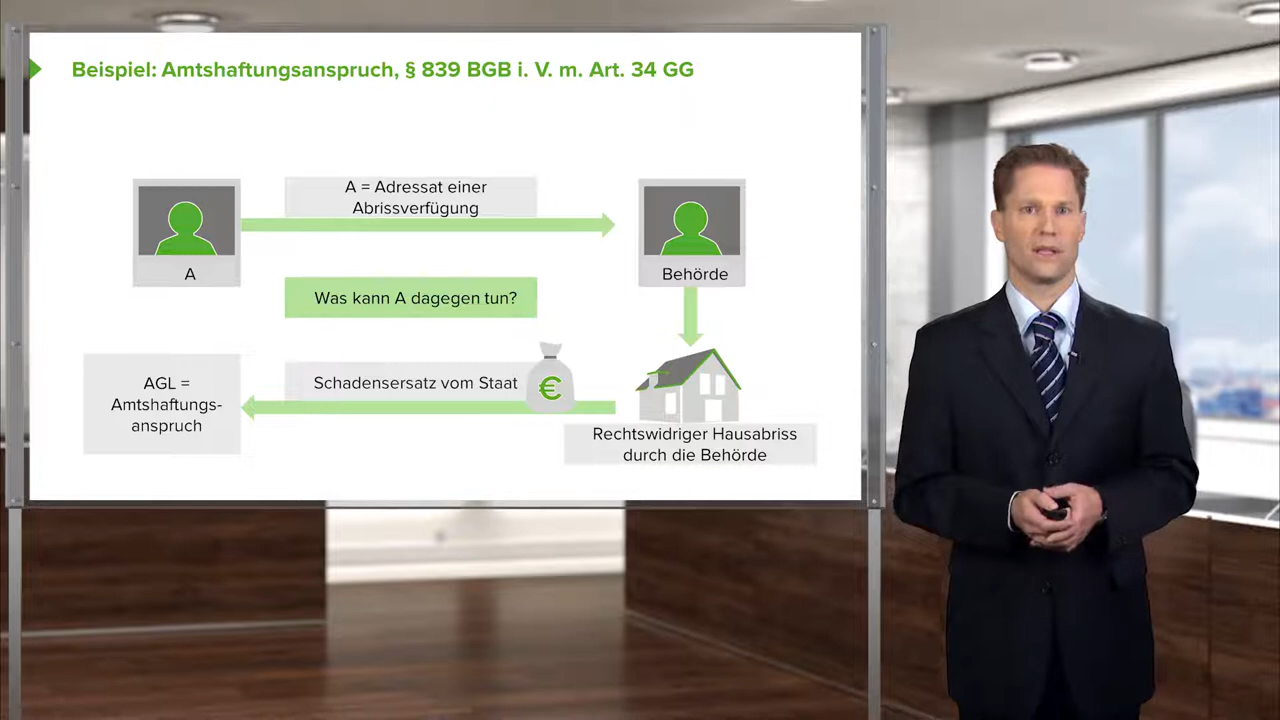 Beispiel: Amtshaftungsanspruch, § 839 BGB i. V. m. Art. 34 GG
A = Adressat einer
Abrissverfügung
A
Behörde
Was kann A dagegen tun?
AGL =
Amtshaftungs-
anspruch
Schadensersatz vom Staat
€
Rechtswidriger Hausabriss
durch die Behörde